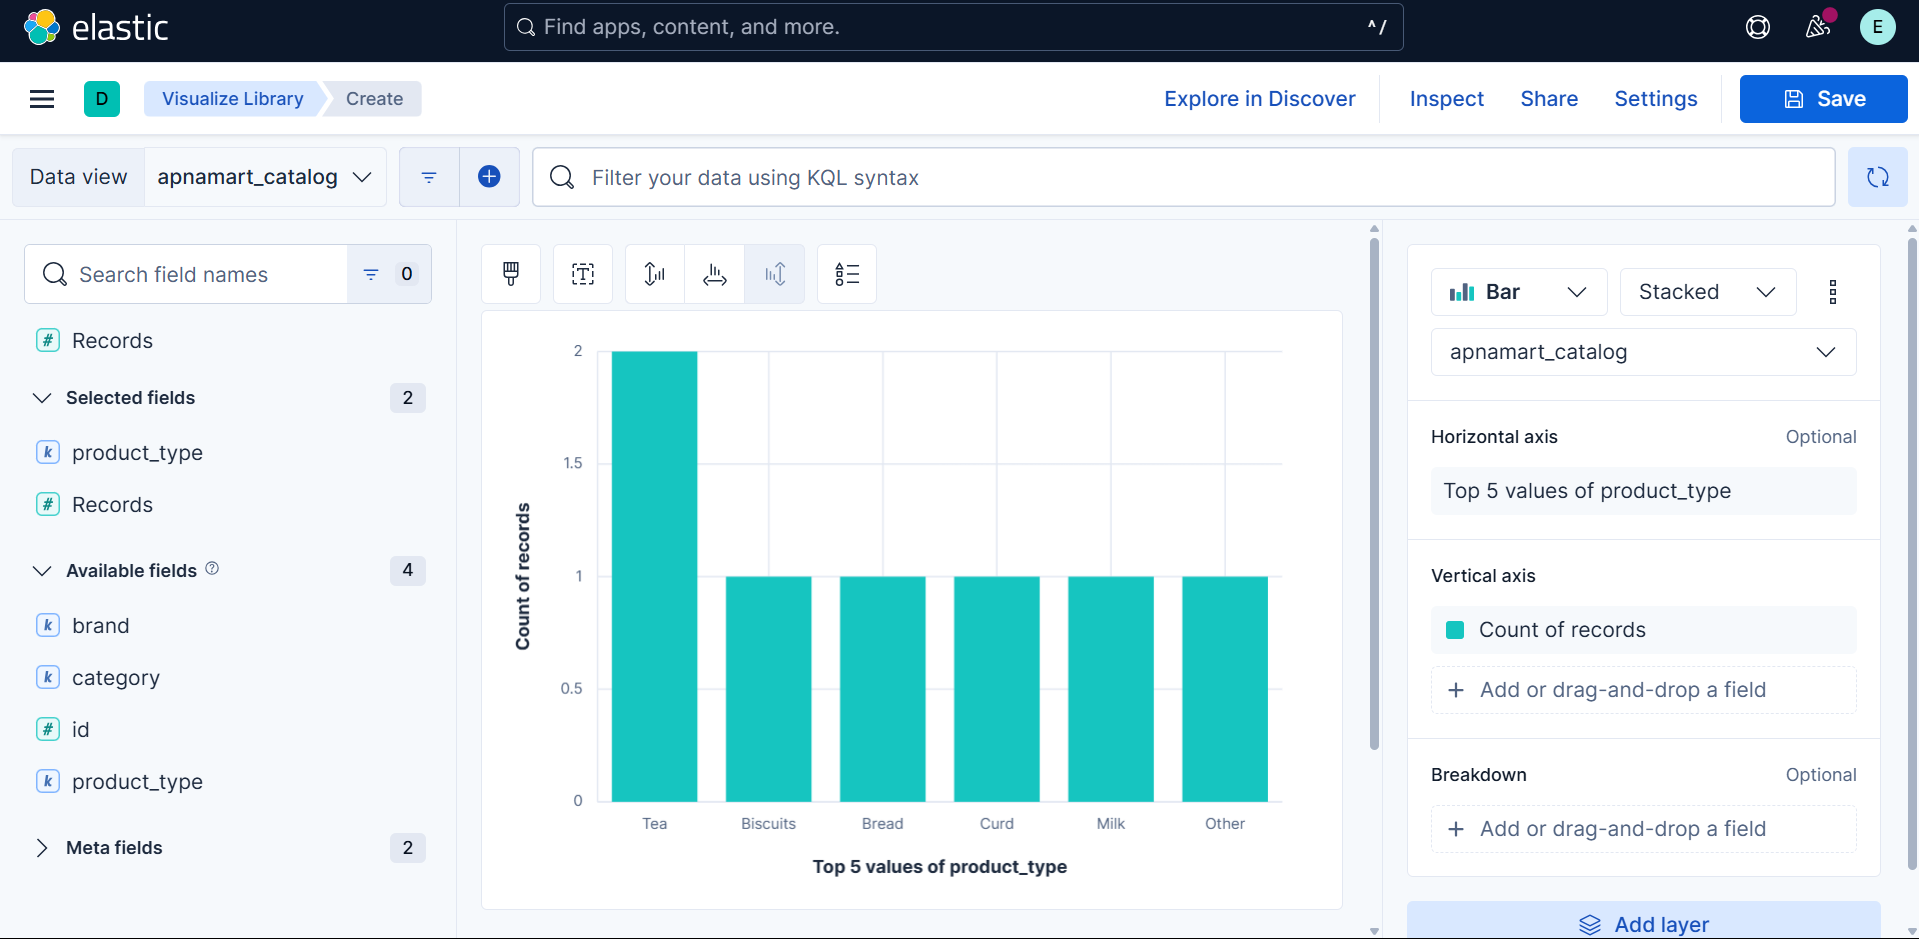 elastic
Find apps, content, and more.
^ /
E
D
Visualize Library
Create
Explore in Discover
Inspect
Share
Settings
Save
Data view
apnamart_catalog
Filter your data using KQL syntax
Search field names
0
# Records
Selected fields
2
k product_type
# Records
Available fields ?
4
k brand
k category
# id
k product_type
Meta fields
2
T
2
1.5
1
0.5
0
Count of records
Tea
Biscuits
Bread
Curd
Milk
Other
Top 5 values of product_type
Bar
Stacked
apnamart_catalog
Horizontal axis
Optional
Top 5 values of product_type
Vertical axis
Count of records
+ Add or drag-and-drop a field
Breakdown
Optional
+ Add or drag-and-drop a field
Add layer